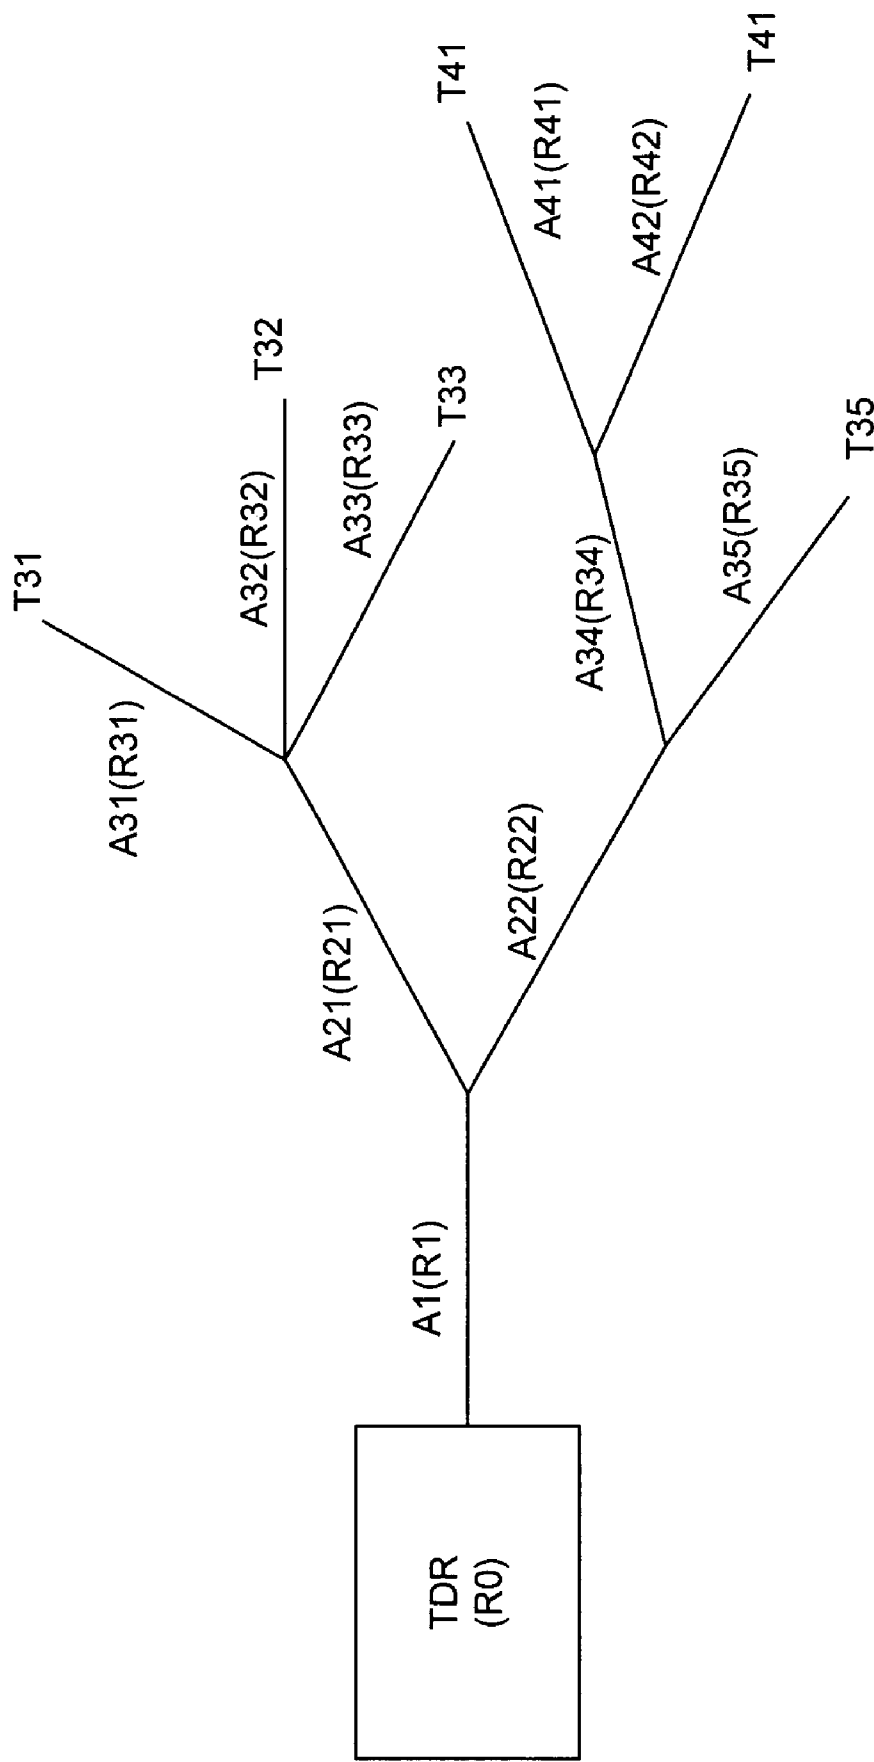 TDR
(R0)
A1(R1)
A21(R21)
A22(R22)
A31(R31)
T31
A32(R32)
T32
A33(R33)
T33
A34(R34)
A35(R35)
T35
A41(R41)
T41
A42(R42)
T41